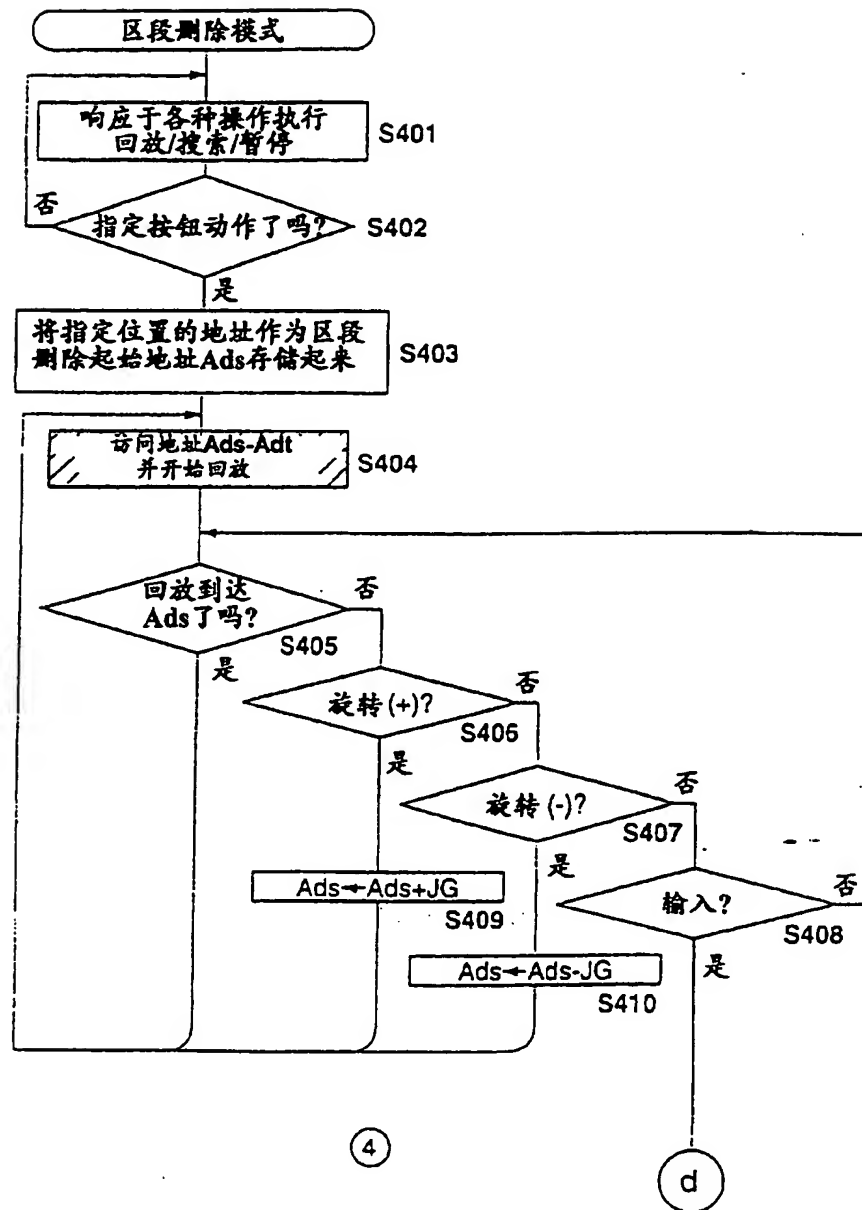 区段删除模式
响应于各种操作执行
回放/搜索/暂停
S401
否
指定按钮动作了吗?
S402
是
将指定位置的地址作为区段
删除起始地址Ads存储起来
S403
访问地址Ads-Adt
并开始回放
S404
回放到达
Ads了吗?
否
S405
是
旋转(+)?
否
S406
是
旋转(-)?
否
S407
是
Ads←Ads+JG
S409
输入?
否
S408
是
Ads←Ads-JG
S410
4
d